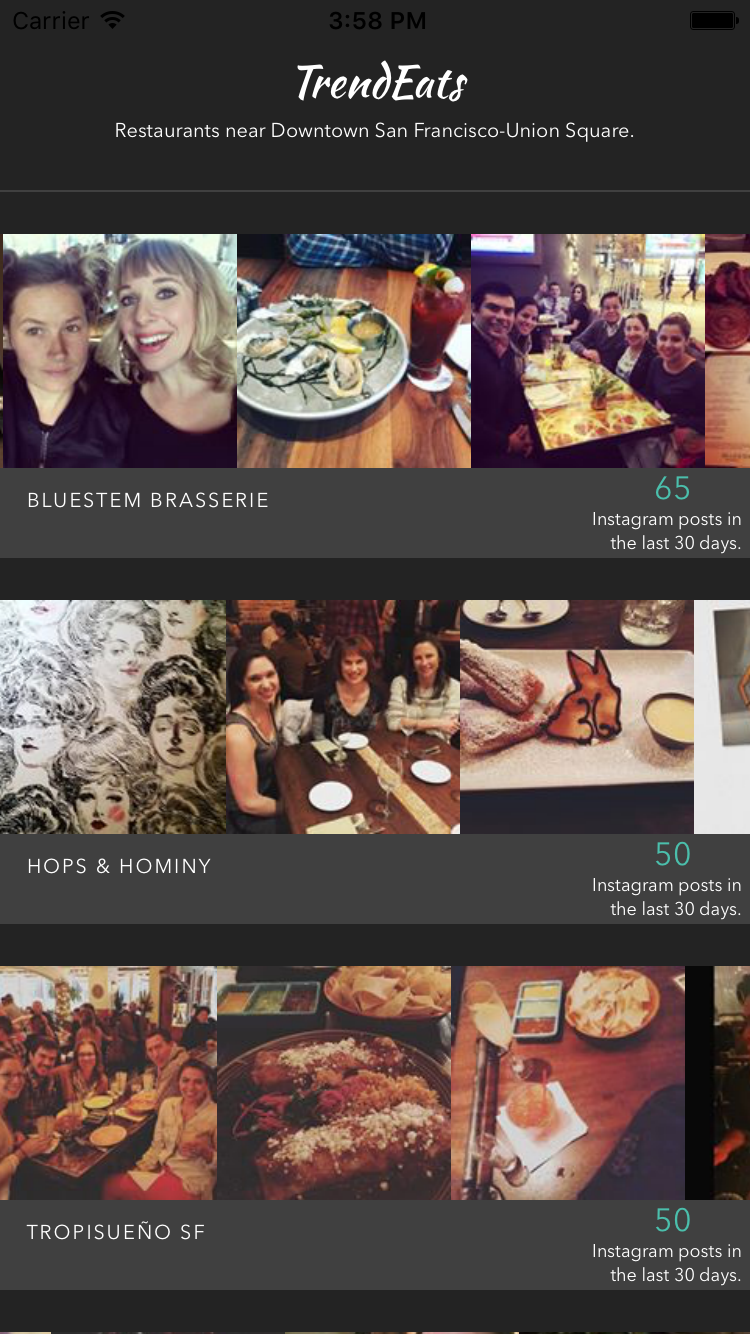 Carrier 3:58 PM
TrendEats
Restaurants near Downtown San Francisco-Union Square.
BLUESTEM BRASSERIE
65
Instagram posts in
the last 30 days.
HOPS & HOMINY
50
Instagram posts in
the last 30 days.
TROPISUEÑO SF
50
Instagram posts in
the last 30 days.